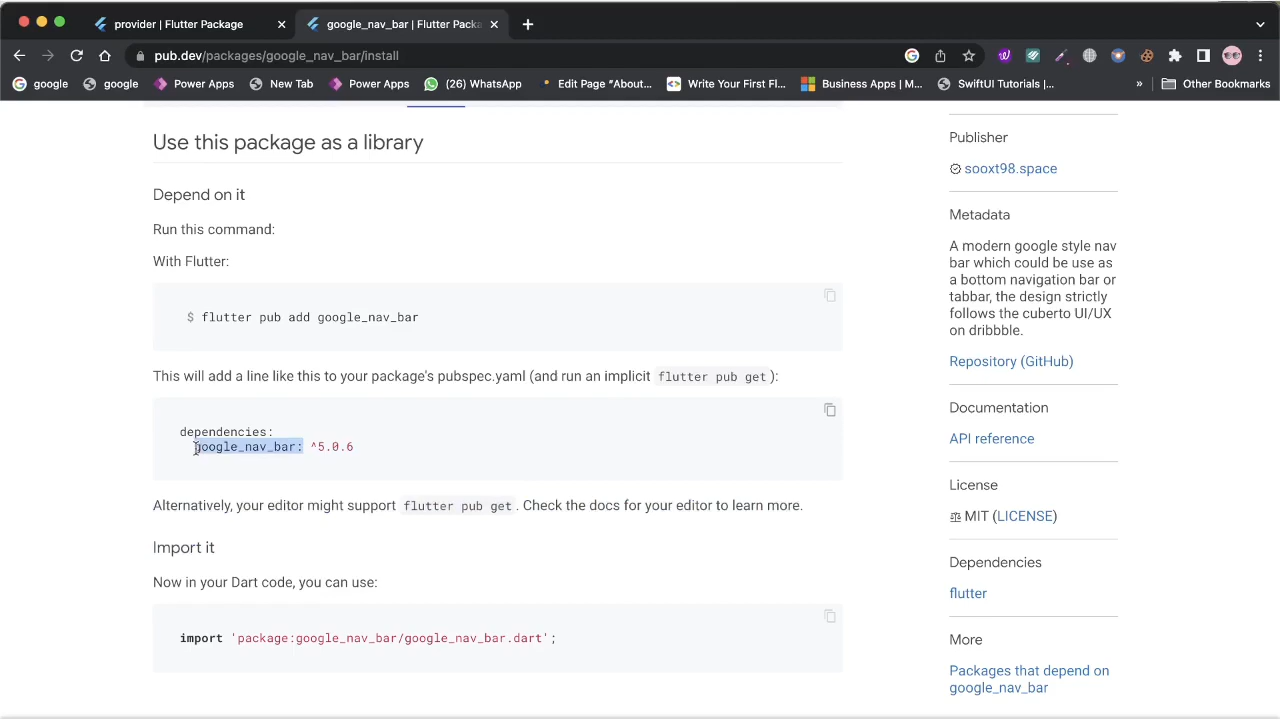 provider | Flutter Package
google_nav_bar | Flutter Packa
pub.dev/packages/google_nav_bar/install
google
google
Power Apps
New Tab
Power Apps
(26) WhatsApp
Edit Page “About...
Write Your First Fl...
Business Apps | M...
SwiftUI Tutorials |...
»
Other Bookmarks
Use this package as a library
Depend on it
Run this command:
With Flutter:
$ flutter pub add google_nav_bar
This will add a line like this to your package's pubspec.yaml (and run an implicit flutter pub get ):
dependencies:
google_nav_bar: ^5.0.6
Alternatively, your editor might support flutter pub get . Check the docs for your editor to learn more.
Import it
Now in your Dart code, you can use:
import 'package:google_nav_bar/google_nav_bar.dart';
Publisher
sooxt98.space
Metadata
A modern google style nav
bar which could be use as
a bottom navigation bar or
tabbar, the design strictly
follows the cuberto UI/UX
on dribbble.
Repository (GitHub)
Documentation
API reference
License
MIT (LICENSE)
Dependencies
flutter
More
Packages that depend on
google_nav_bar